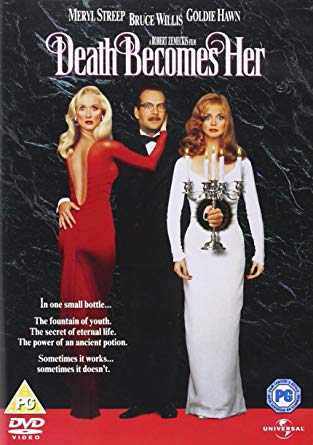 MERYL STREEP BRUCE WILLIS GOLDIE HAWN
A ROBERT ZEMECKIS FILM
Death Becomes Her
In one small bottle...
The fountain of youth.
The secret of eternal life.
The power of an ancient potion.
Sometimes it works...
sometimes it doesn't.
PG
DVD
VIDEO
PG
UNIVERSAL